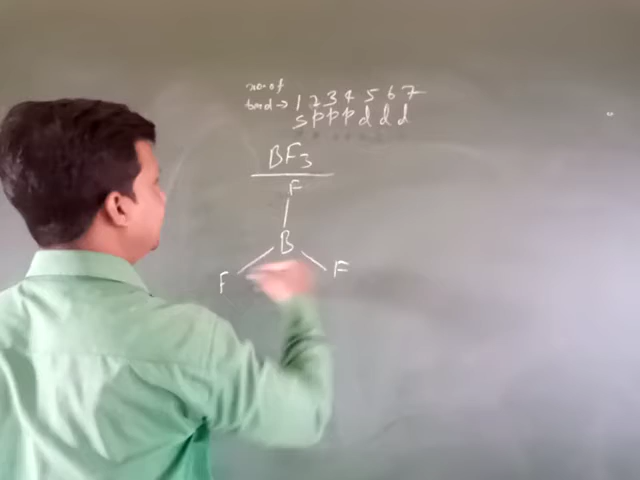 no. of
bond → 1 2 3 4 5 6 7
s p p p d d d
BF3
F
B
F F